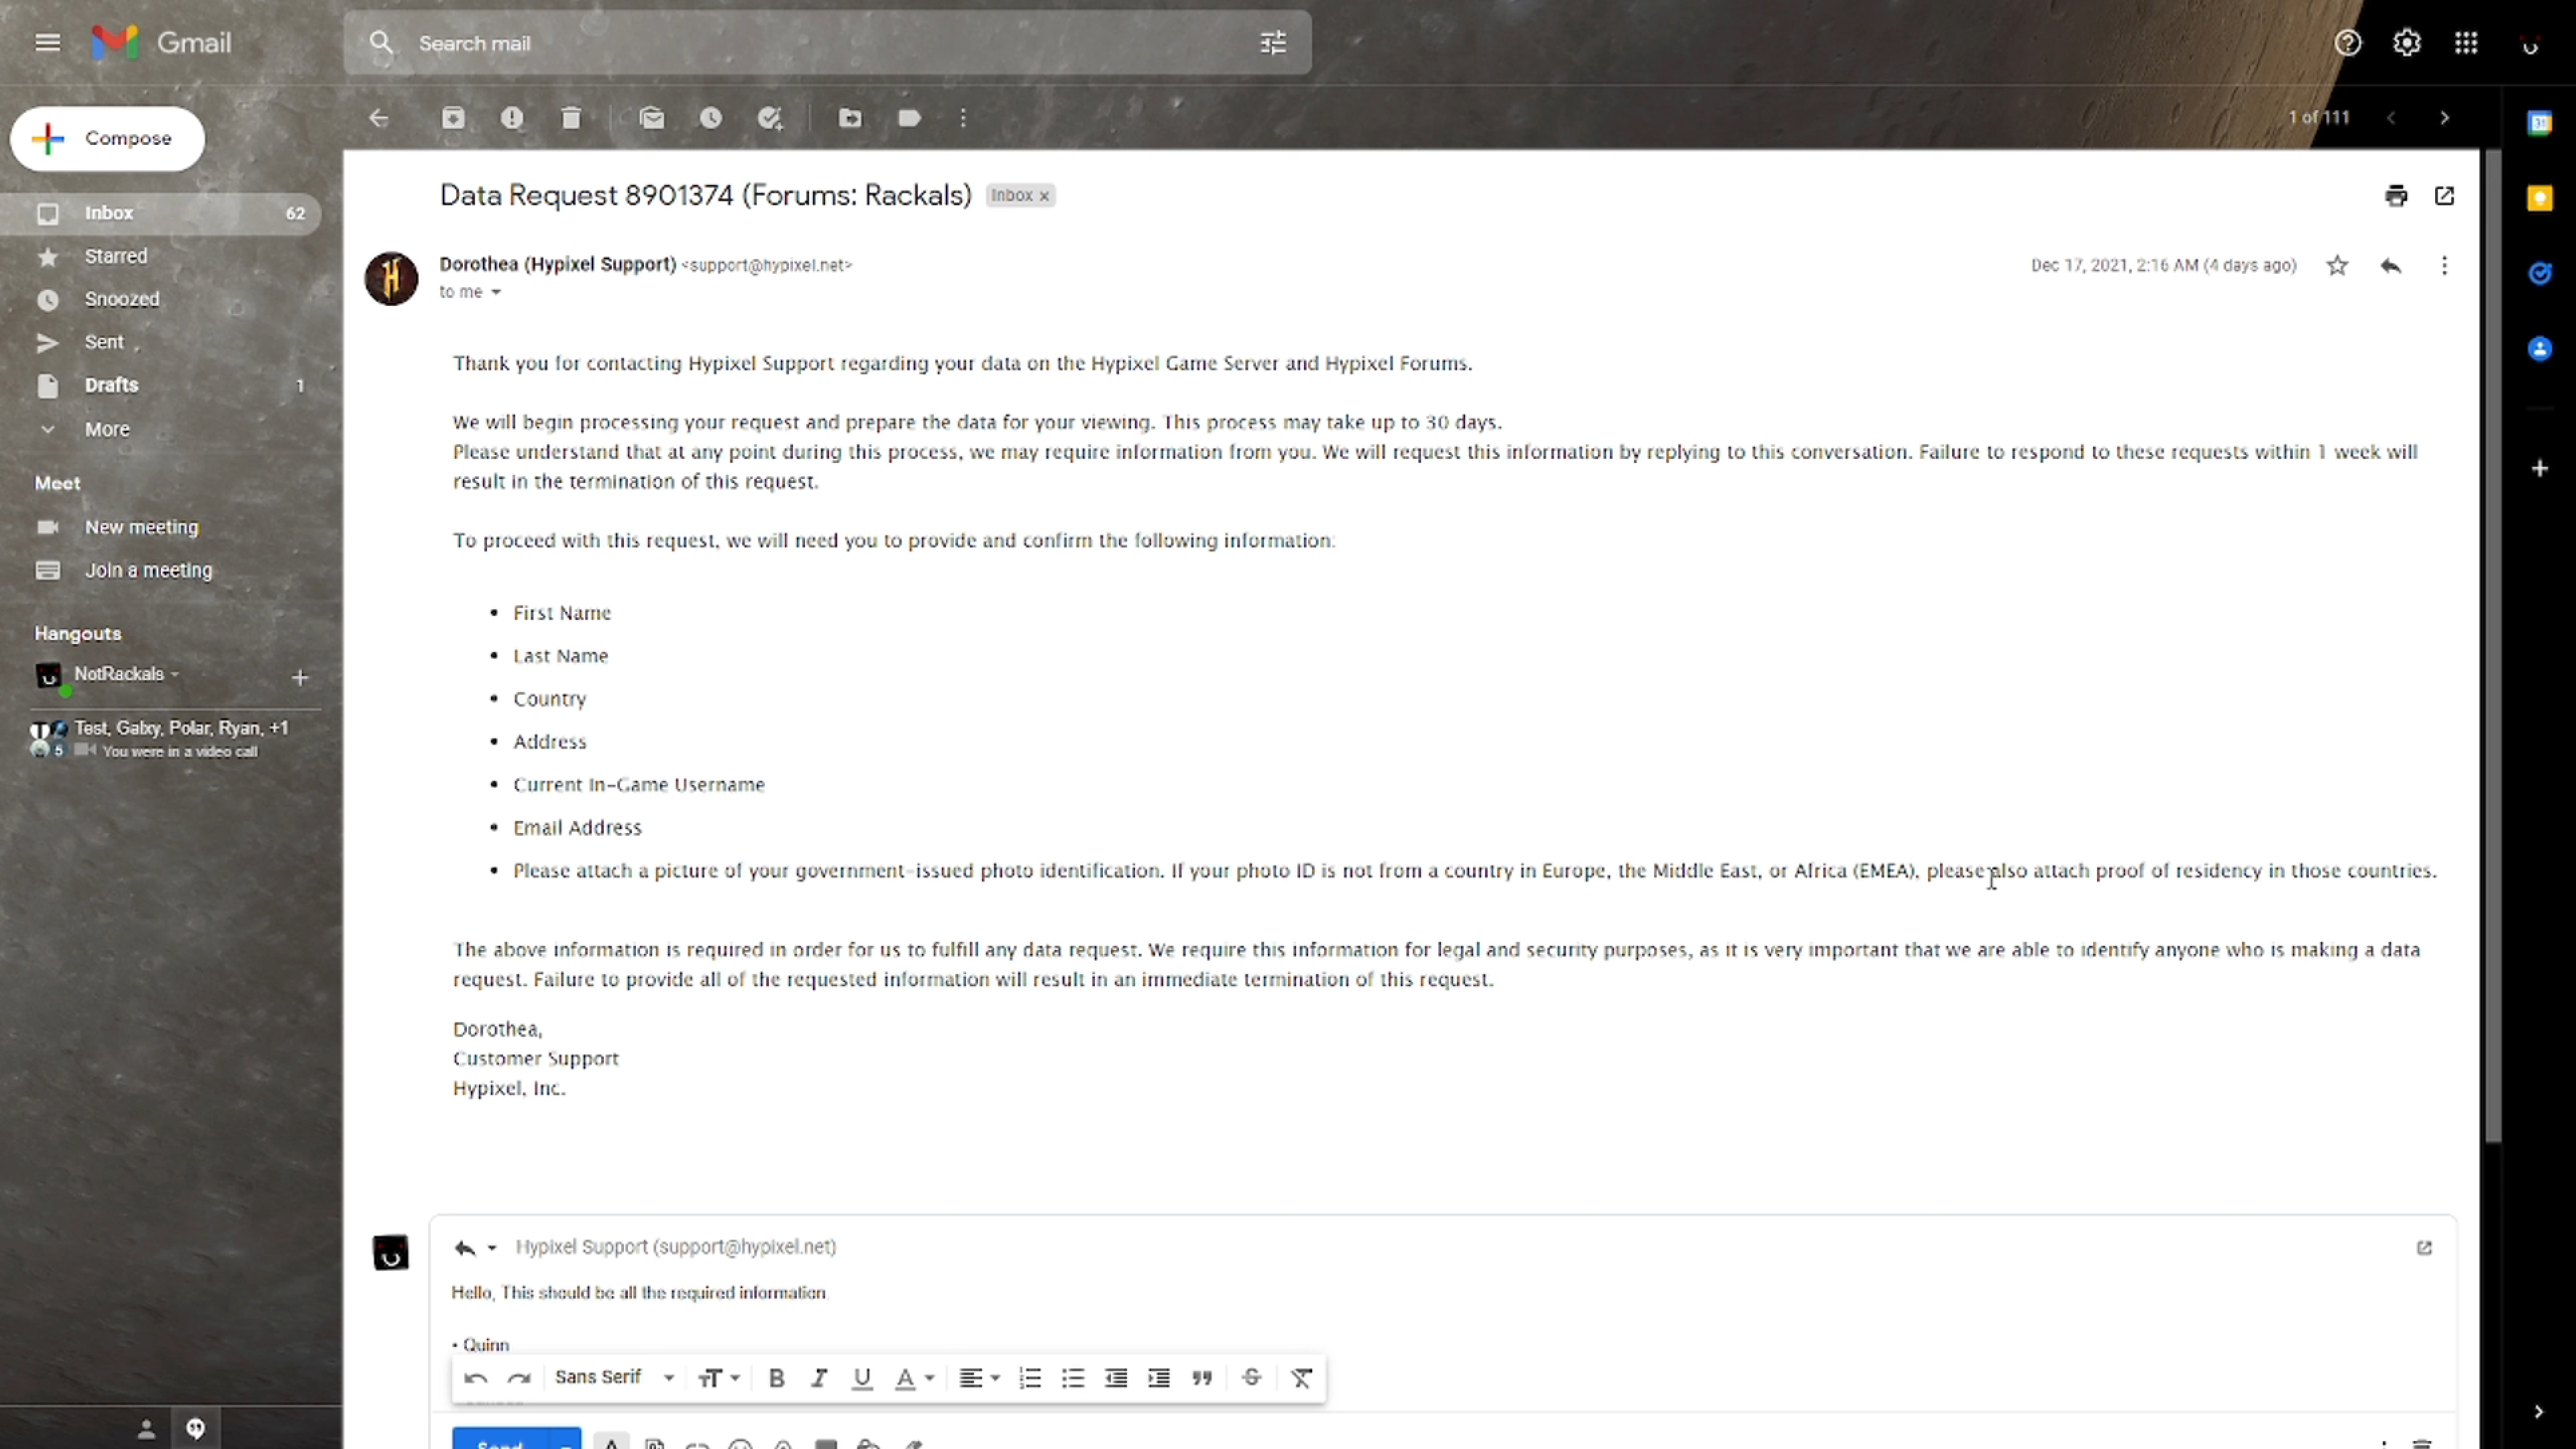 Gmail
Search mail
Compose
1 of 111
Inbox 62
Starred
Snoozed
Sent
Drafts 1
More
Meet
New meeting
Join a meeting
Hangouts
NotRackals
Test, Galxy, Polar, Ryan, +1
5 You were in a video call
Data Request 8901374 (Forums: Rackals) Inbox x
Dorothea (Hypixel Support) <support@hypixel.net>
Dec 17, 2021, 2:16 AM (4 days ago)
to me
Thank you for contacting Hypixel Support regarding your data on the Hypixel Game Server and Hypixel Forums.
We will begin processing your request and prepare the data for your viewing. This process may take up to 30 days.
Please understand that at any point during this process, we may require information from you. We will request this information by replying to this conversation. Failure to respond to these requests within 1 week will
result in the termination of this request.
To proceed with this request, we will need you to provide and confirm the following information:
• First Name
• Last Name
• Country
• Address
• Current In-Game Username
• Email Address
• Please attach a picture of your government-issued photo identification. If your photo ID is not from a country in Europe, the Middle East, or Africa (EMEA), please also attach proof of residency in those countries.
The above information is required in order for us to fulfill any data request. We require this information for legal and security purposes, as it is very important that we are able to identify anyone who is making a data
request. Failure to provide all of the requested information will result in an immediate termination of this request.
Dorothea,
Customer Support
Hypixel, Inc.
Hypixel Support (support@hypixel.net)
Hello, This should be all the required information.
• Quinn
Sans Serif
Send